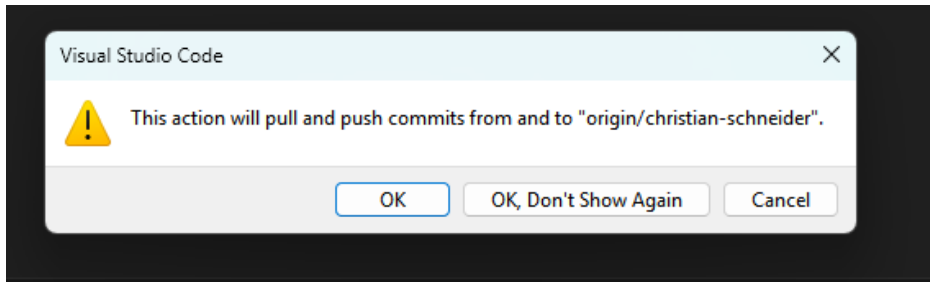 Visual Studio Code
This action will pull and push commits from and to "origin/christian-schneider".
OK
OK, Don't Show Again
Cancel